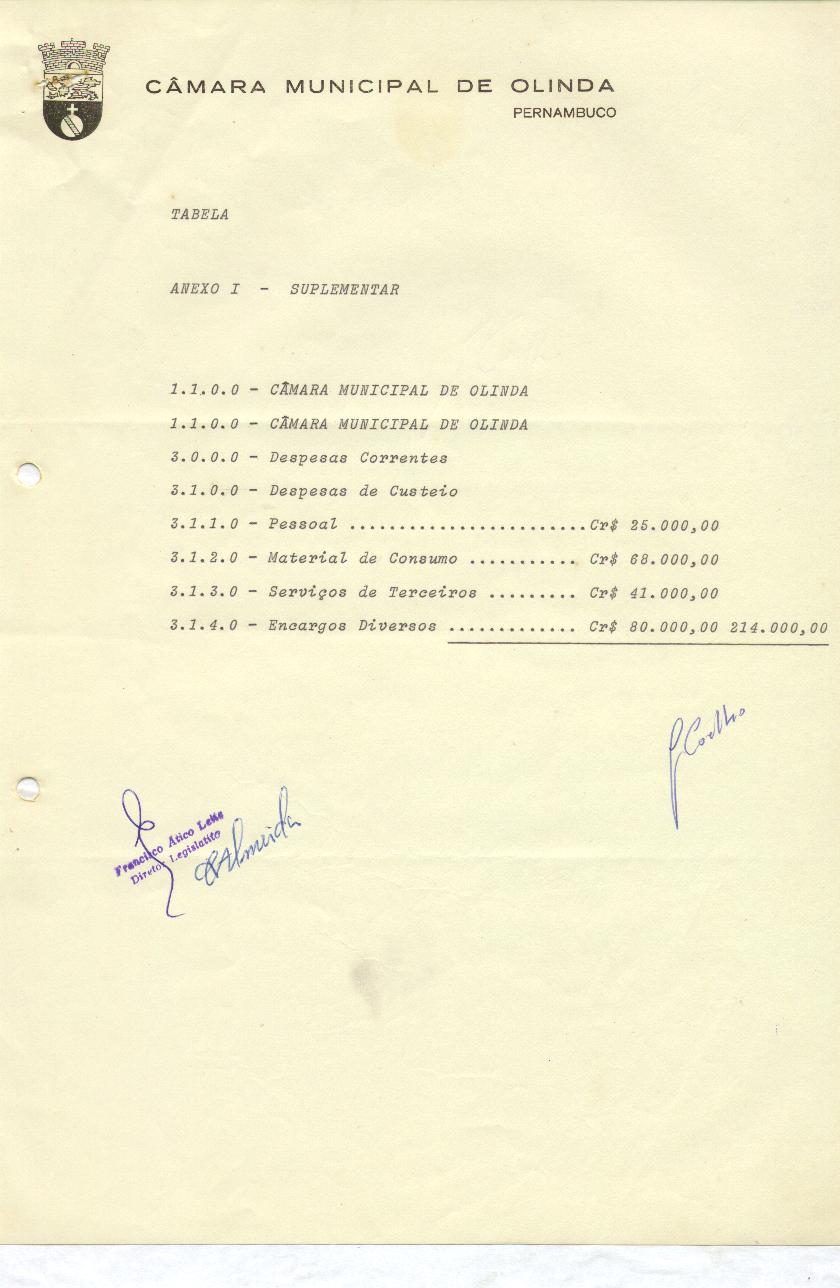 CÂMARA MUNICIPAL DE OLINDA
PERNAMBUCO
TABELA
ANEXO I - SUPLEMENTAR
1.1.0.0 - CÂMARA MUNICIPAL DE OLINDA
1.1.0.0 - CÂMARA MUNICIPAL DE OLINDA
3.0.0.0 - Despesas Correntes
3.1.0.0 - Despesas de Custeio
3.1.1.0 - Pessoal ........................Cr$ 25.000,00
3.1.2.0 - Material de Consumo ........... Cr$ 68.000,00
3.1.3.0 - Serviços de Terceiros ......... Cr$ 41.000,00
3.1.4.0 - Encargos Diversos ............. Cr$ 80.000,00 214.000,00
Coelho
Francisco Atico Leite
Diretor Legislativo
Almeida